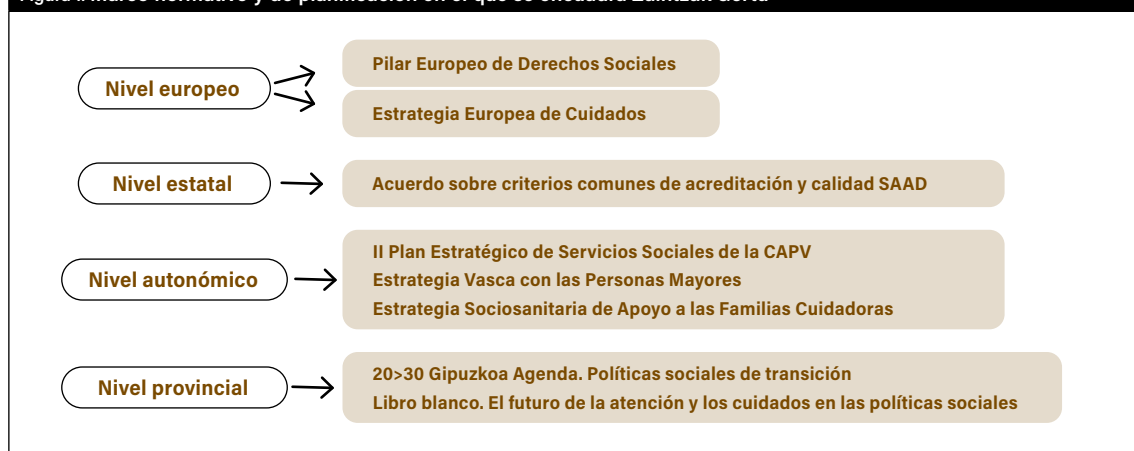 Nivel europeo
Pilar Europeo de Derechos Sociales
Estrategia Europea de Cuidados
Nivel estatal
Acuerdo sobre criterios comunes de acreditación y calidad SAAD
Nivel autonómico
II Plan Estratégico de Servicios Sociales de la CAPV
Estrategia Vasca con las Personas Mayores
Estrategia Sociosanitaria de Apoyo a las Familias Cuidadoras
Nivel provincial
20>30 Gipuzkoa Agenda. Políticas sociales de transición
Libro blanco. El futuro de la atención y los cuidados en las políticas sociales